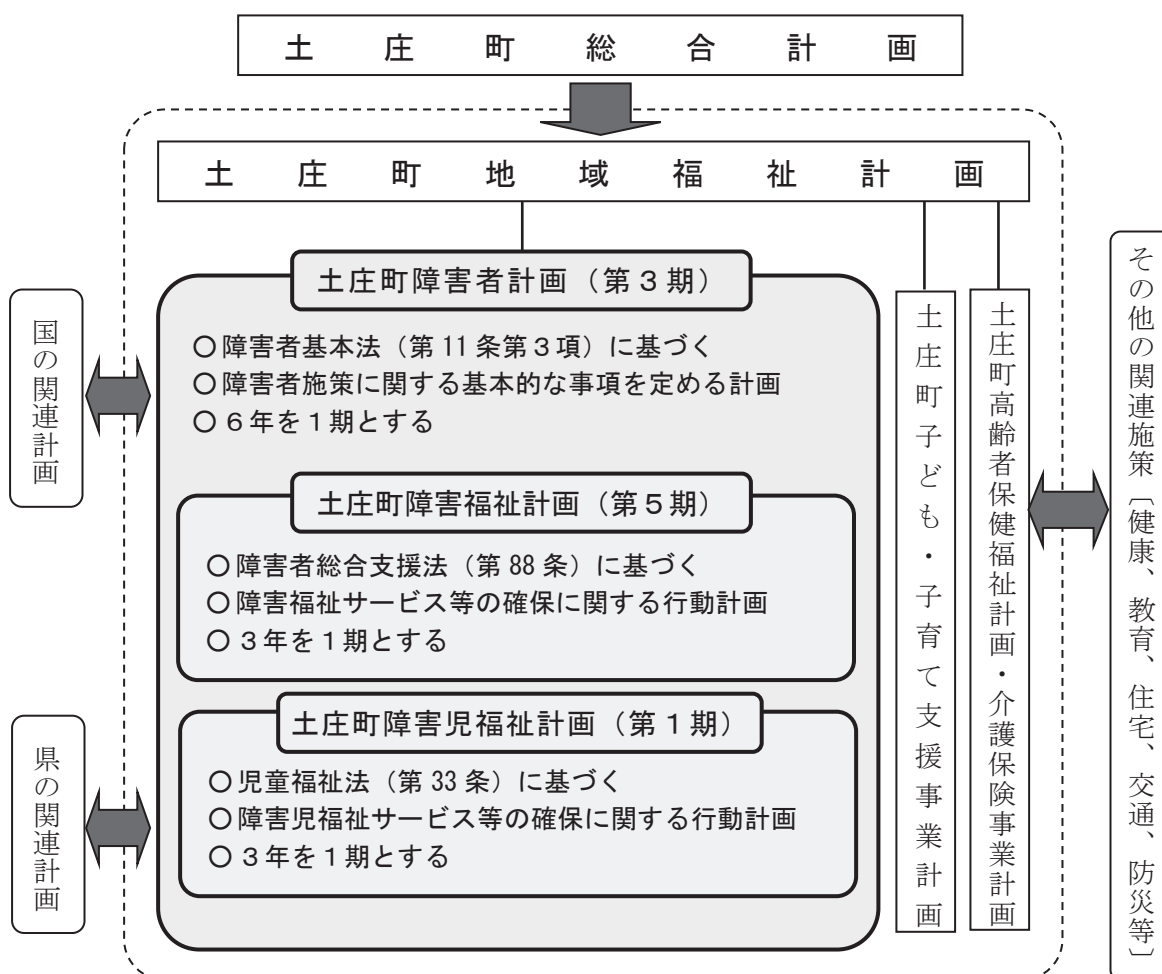 土庄町総合計画
土庄町地域福祉計画
土庄町障害者計画（第３期）
○障害者基本法（第11条第３項）に基づく
○障害者施策に関する基本的な事項を定める計画
○６年を１期とする
土庄町障害福祉計画（第５期）
○障害者総合支援法（第88条）に基づく
○障害福祉サービス等の確保に関する行動計画
○３年を１期とする
土庄町障害児福祉計画（第１期）
○児童福祉法（第33条）に基づく
○障害児福祉サービス等の確保に関する行動計画
○３年を１期とする
土庄町子ども・子育て支援事業計画
土庄町高齢者保健福祉計画・介護保険事業計画
国の関連計画
県の関連計画
その他の関連施策〔健康、教育、住宅、交通、防災等〕